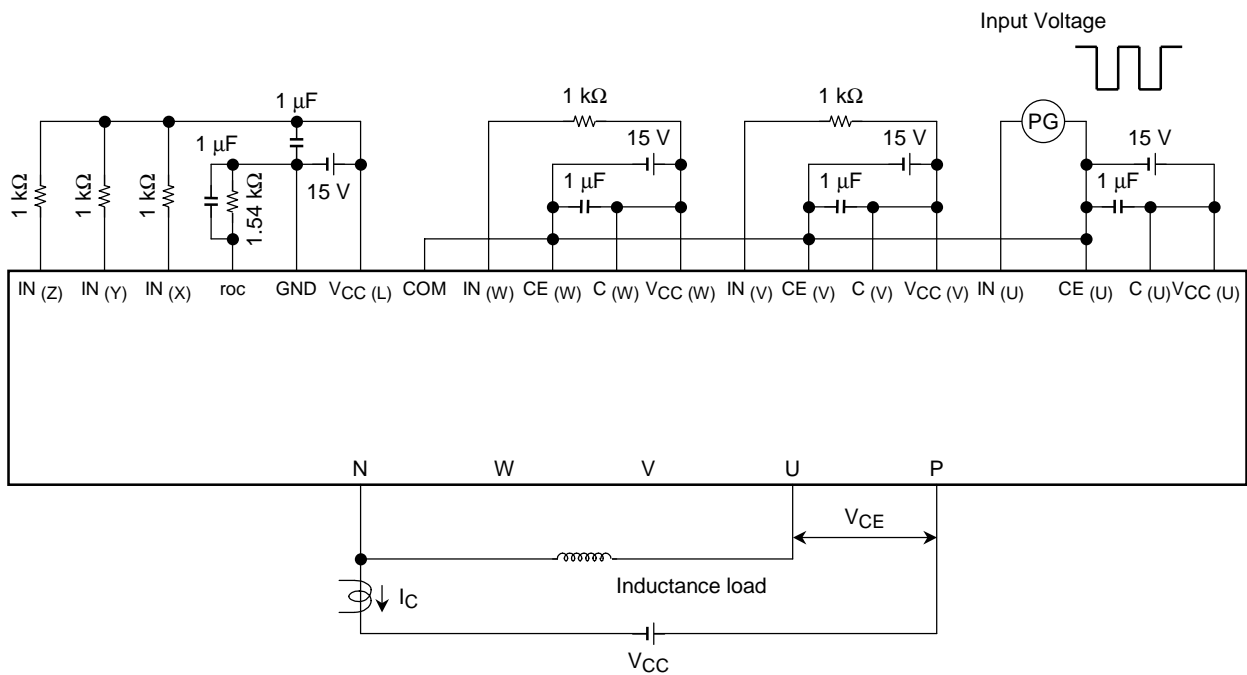 Input Voltage
1 μF
1 kΩ
1 kΩ
PG
1 μF
15 V
15 V
15 V
1 kΩ
1 kΩ
1 kΩ
1.54 kΩ
15 V
1 μF
1 μF
1 μF
IN (Z) IN (Y) IN (X) roc GND VCC (L) COM IN (W) CE (W) C (W) VCC (W) IN (V) CE (V) C (V) VCC (V) IN (U) CE (U) C (U) VCC (U)
N W V U P
VCE
Inductance load
IC
VCC